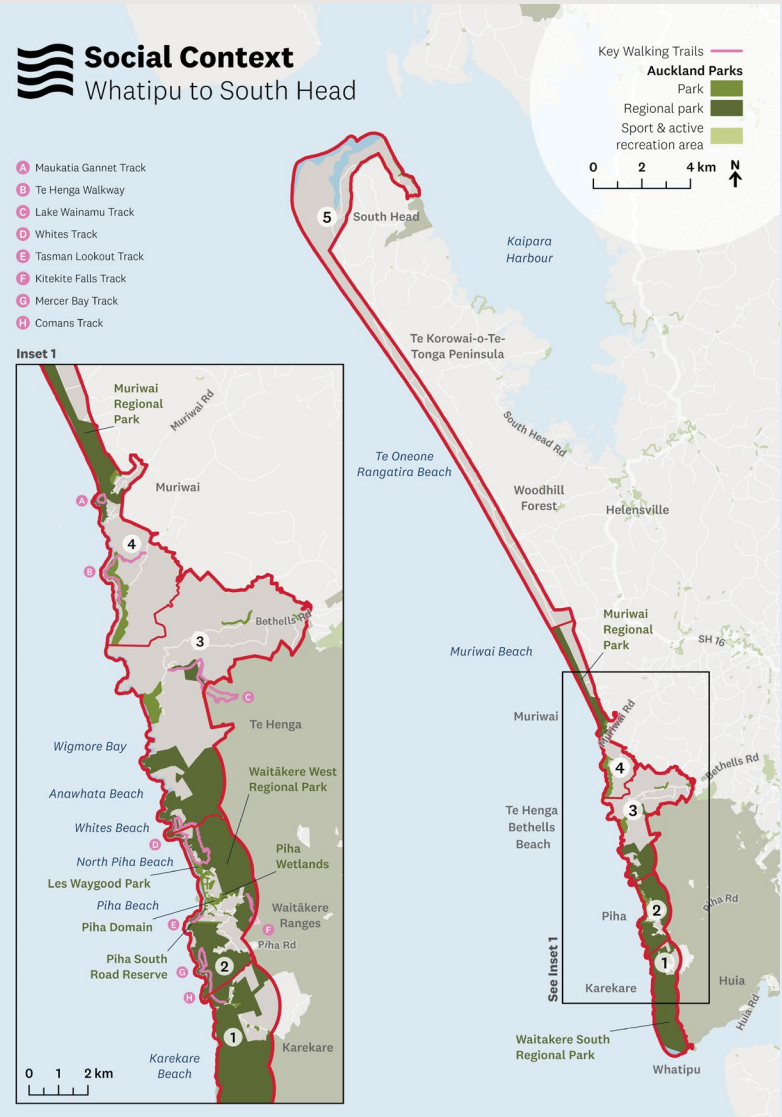 Social Context
Whatipu to South Head
Key Walking Trails
Auckland Parks
Park
Regional park
Sport & active
recreation area
0 2 4 km
N
A Maukatia Gannet Track
B Te Henga Walkway
C Lake Wainamu Track
D Whites Track
E Tasman Lookout Track
F Kitekite Falls Track
G Mercer Bay Track
H Comans Track
5
South Head
Kaipara
Harbour
Te Korowai-o-Te-
Tonga Peninsula
South Head Rd
Te Oneone
Rangatira Beach
Woodhill
Forest
Helensville
Muriwai
Regional
Park
SH 16
Muriwai Beach
Muriwai
Muriwai Rd
4
Bethells Rd
3
Te Henga
Bethells
Beach
2
Piha Rd
Piha
1
See Inset 1
Karekare
Huia
Huia Rd
Waitakere South
Regional Park
Whatipu
Inset 1
Muriwai
Regional
Park
Muriwai Rd
Muriwai
A
4
B
Bethells Rd
3
C
Te Henga
Wigmore Bay
Waitākere West
Regional Park
Anawhata Beach
Whites Beach
D
Piha
Wetlands
North Piha Beach
Les Waygood Park
Piha Beach
Waitākere
Ranges
Piha Domain
E
F
Piha Rd
Piha South
Road Reserve
2
G
H
1
Karekare
Karekare
Beach
0 1 2 km